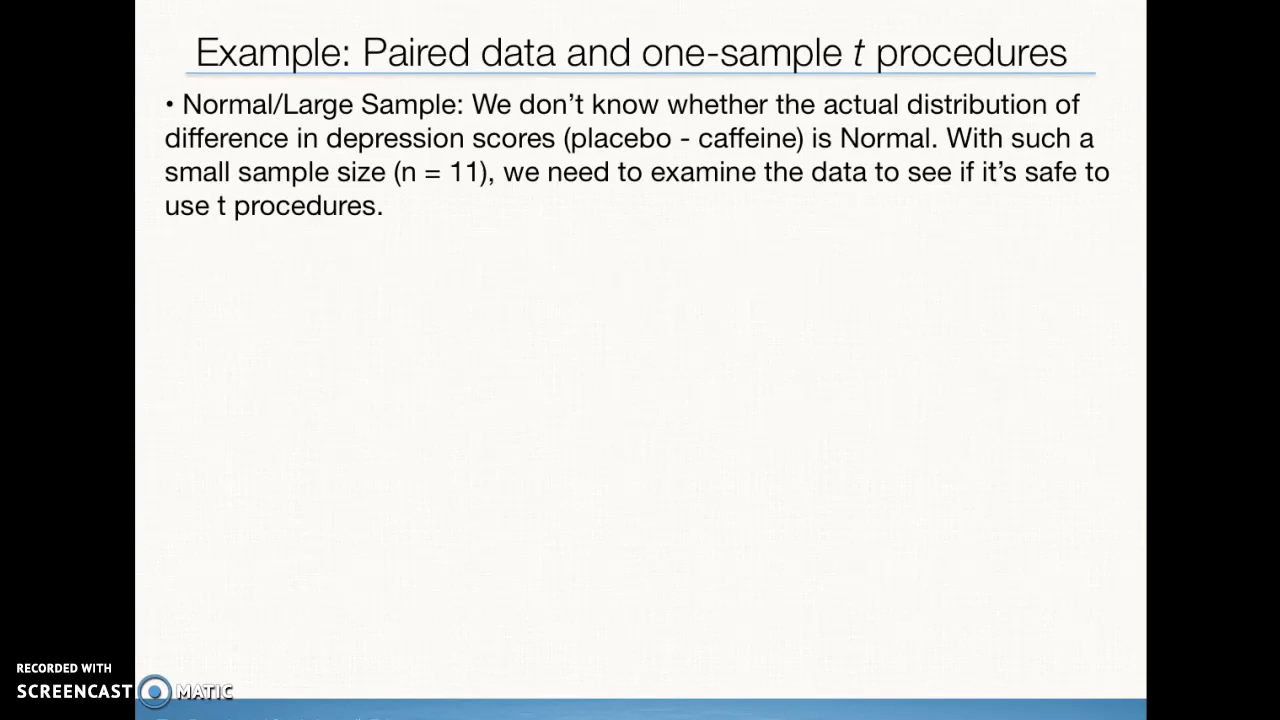 Example: Paired data and one-sample t procedures
• Normal/Large Sample: We don’t know whether the actual distribution of
difference in depression scores (placebo - caffeine) is Normal. With such a
small sample size (n = 11), we need to examine the data to see if it’s safe to
use t procedures.
RECORDED WITH
SCREENCAST MATIC